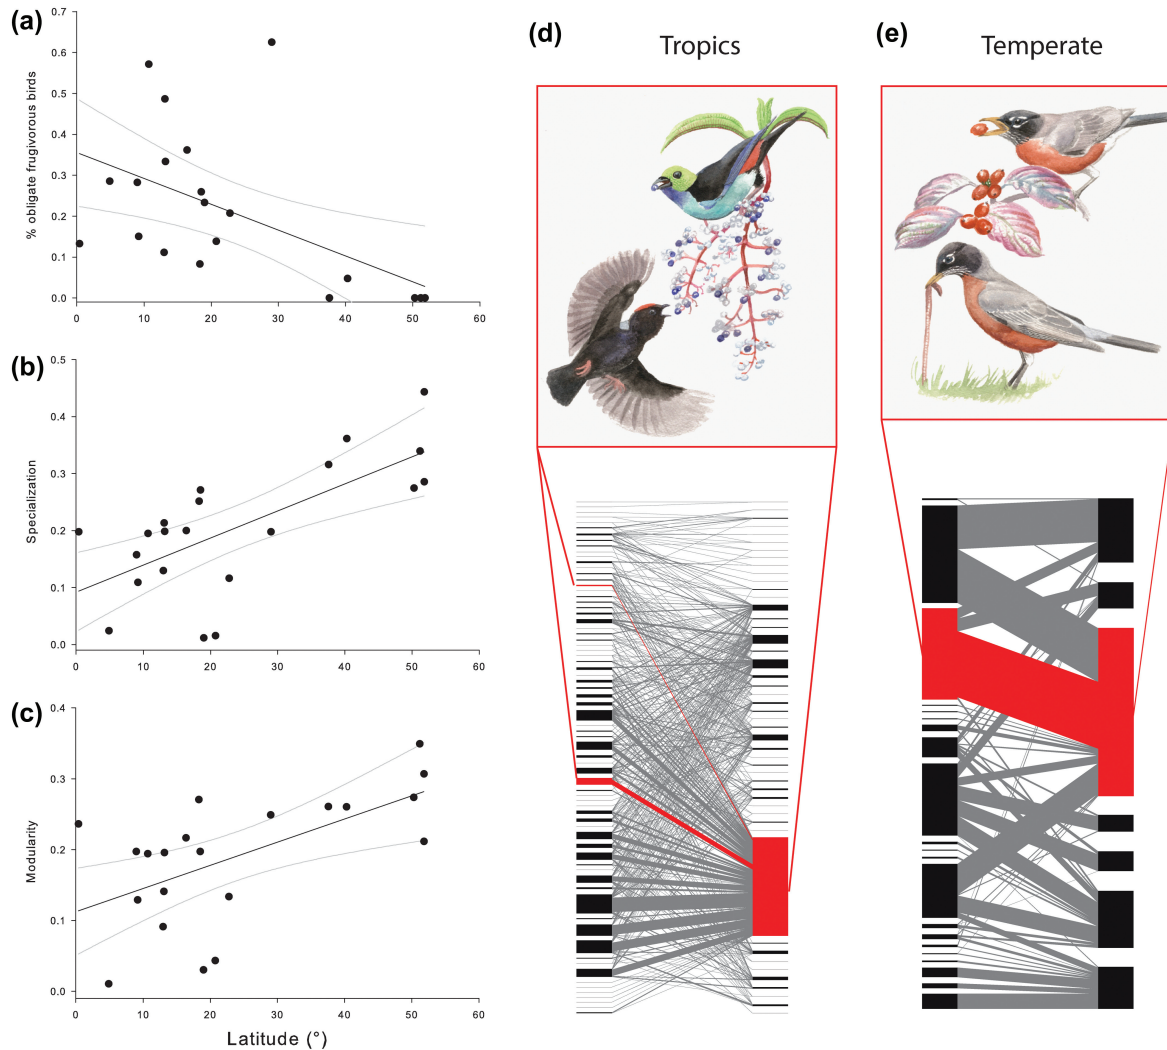 (a)
% obligate frugivorous birds
0.7
0.6
0.5
0.4
0.3
0.2
0.1
0.0
0 10 20 30 40 50 60
(b)
Specialization
0.5
0.4
0.3
0.2
0.1
0.0
0 10 20 30 40 50 60
(c)
Modularity
0.4
0.3
0.2
0.1
0.0
0 10 20 30 40 50 60
Latitude (°)
(d) Tropics
(e) Temperate